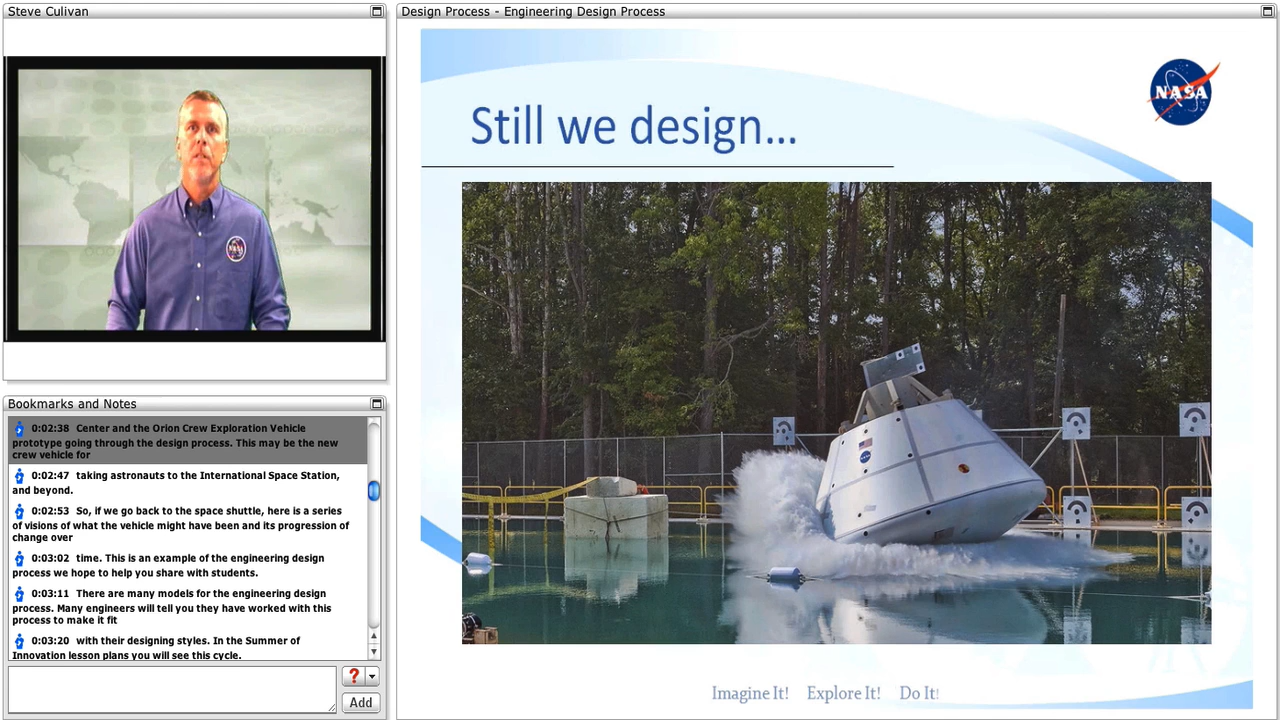 Steve Culivan
NASA
Bookmarks and Notes
0:02:38 Center and the Orion Crew Exploration Vehicle
prototype going through the design process. This may be the new
crew vehicle for
0:02:47 taking astronauts to the International Space Station,
and beyond.
0:02:53 So, if we go back to the space shuttle, here is a series
of visions of what the vehicle might have been and its progression of
change over
0:03:02 time. This is an example of the engineering design
process we hope to help you share with students.
0:03:11 There are many models for the engineering design
process. Many engineers will tell you they have worked with this
process to make it fit
0:03:20 with their designing styles. In the Summer of
Innovation lesson plans you will see this cycle.
?
Add
Design Process - Engineering Design Process
NASA
Still we design...
Imagine It! Explore It! Do It!